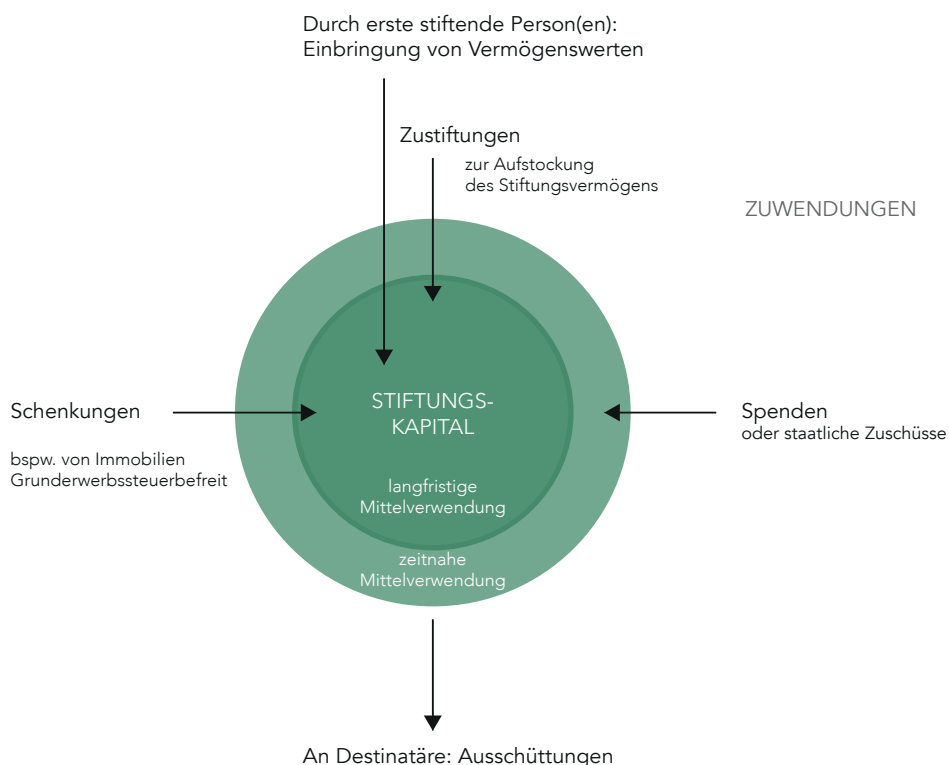 Durch erste stiftende Person(en):
Einbringung von Vermögenswerten
Zustiftungen
zur Aufstockung
des Stiftungsvermögens
ZUWENDUNGEN
Schenkungen
bspw. von Immobilien
Grunderwerbssteuerbefreit
STIFTUNGS-
KAPITAL
langfristige
Mittelverwendung
zeitnahe
Mittelverwendung
Spenden
oder staatliche Zuschüsse
An Destinatäre: Ausschüttungen